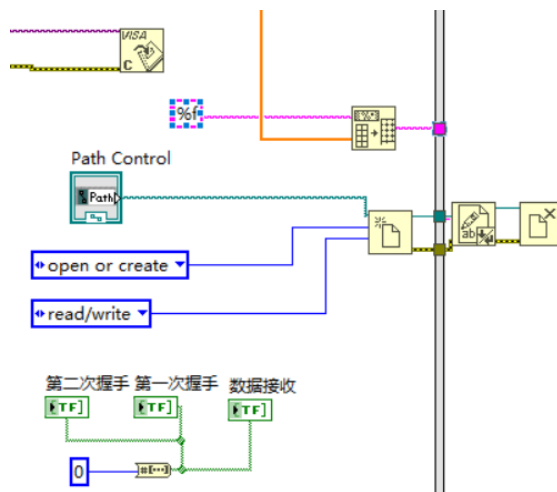 VISA
C
%f
Path Control
Path
open or create
read/write
ab
第二次握手 第一次握手 数据接收
TF TF TF
0
#[...]